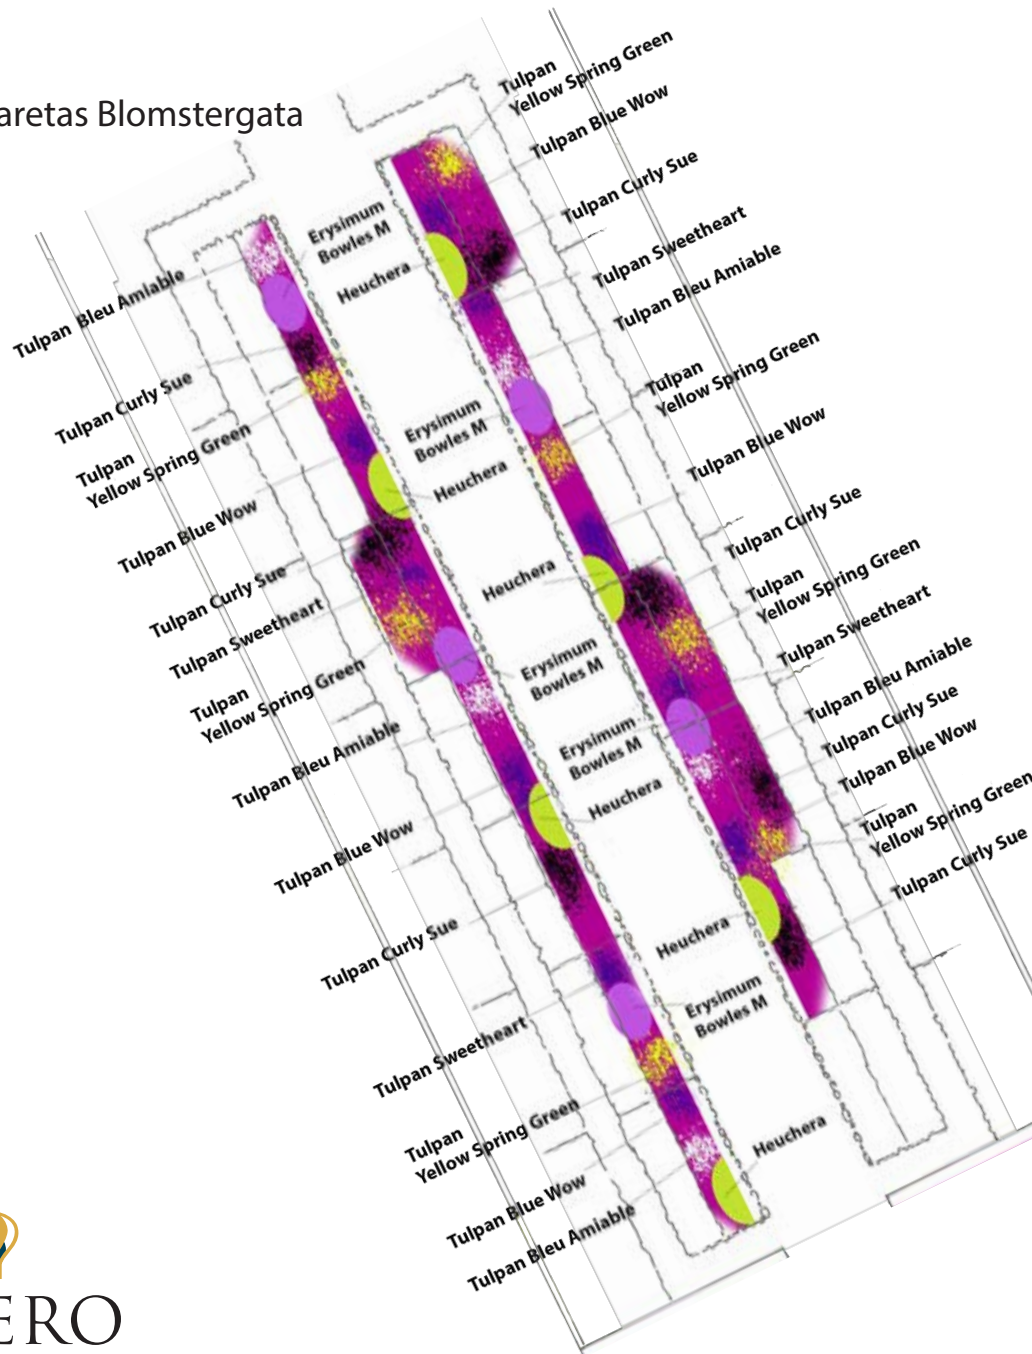 aretas Blomstergata
Tulpan
Yellow Spring Green
Tulpan Blue Wow
Tulpan Curly Sue
Tulpan Sweetheart
Tulpan Bleu Amiable
Tulpan
Yellow Spring Green
Tulpan Blue Wow
Tulpan Curly Sue
Tulpan
Yellow Spring Green
Tulpan Sweetheart
Tulpan Bleu Amiable
Tulpan Curly Sue
Tulpan Blue Wow
Tulpan
Yellow Spring Green
Tulpan Curly Sue
Erysimum
Bowles M
Heuchera
Erysimum
Bowles M
Heuchera
Heuchera
Erysimum
Bowles M
Erysimum
Bowles M
Heuchera
Heuchera
Erysimum
Bowles M
Heuchera
Tulpan Bleu Amiable
Tulpan Curly Sue
Tulpan
Yellow Spring Green
Tulpan Blue Wow
Tulpan Curly Sue
Tulpan Sweetheart
Tulpan
Yellow Spring Green
Tulpan Bleu Amiable
Tulpan Blue Wow
Tulpan Curly Sue
Tulpan Sweetheart
Tulpan
Yellow Spring Green
Tulpan Blue Wow
Tulpan Bleu Amiable
ERO